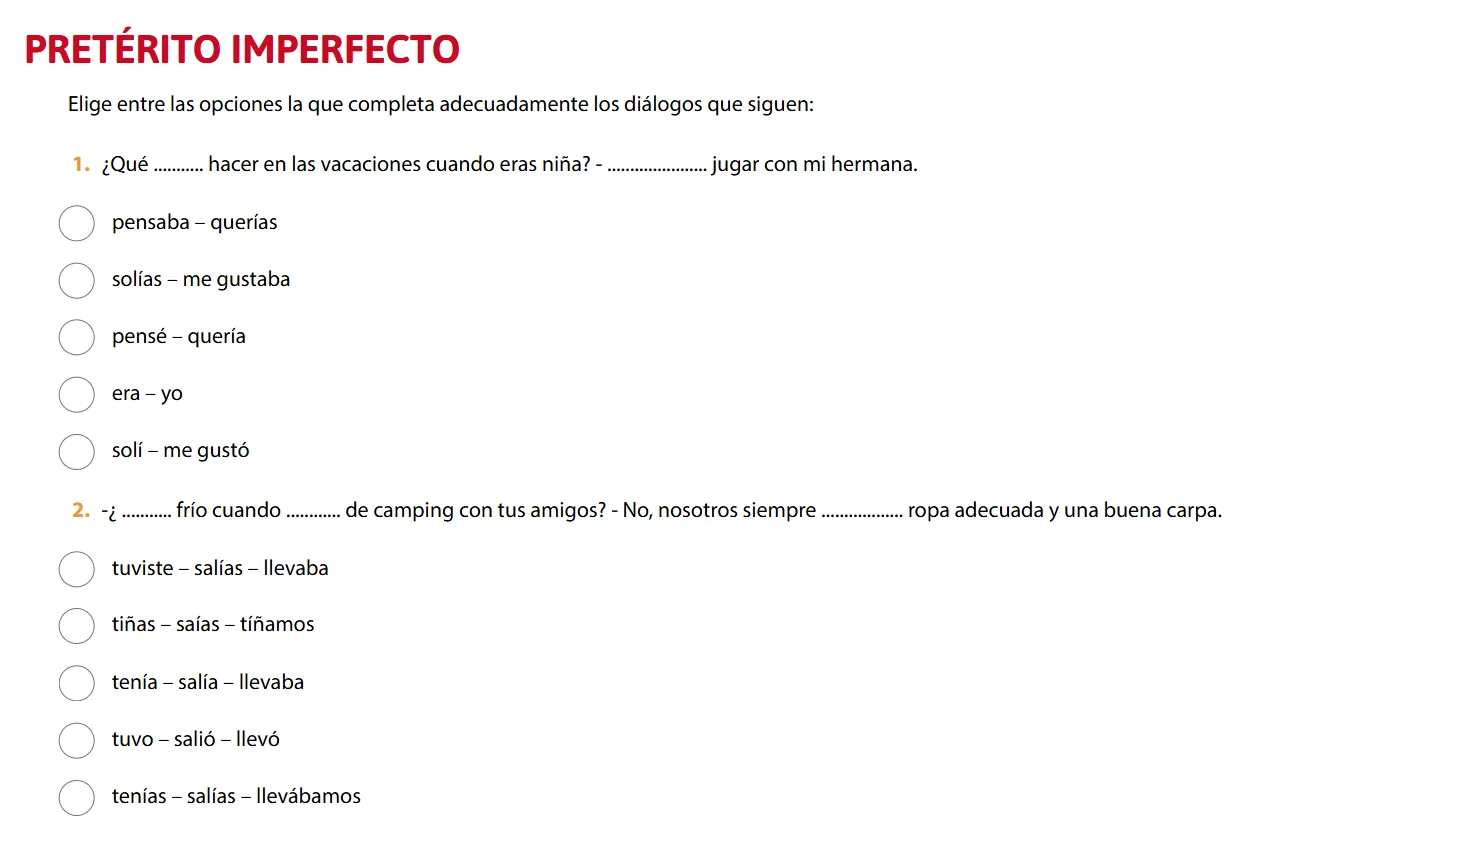 PRETÉRITO IMPERFECTO
Elige entre las opciones la que completa adecuadamente los diálogos que siguen:
1. ¿Qué ........... hacer en las vacaciones cuando eras niña? - ...................... jugar con mi hermana.
pensaba – querías
solías – me gustaba
pensé – quería
era – yo
solí – me gustó
2. -¿ ........... frío cuando ............ de camping con tus amigos? - No, nosotros siempre .................. ropa adecuada y una buena carpa.
tuviste – salías – llevaba
tiñas – saías – tíñamos
tenía – salía – llevaba
tuvo – salió – llevó
tenías – salías – llevábamos